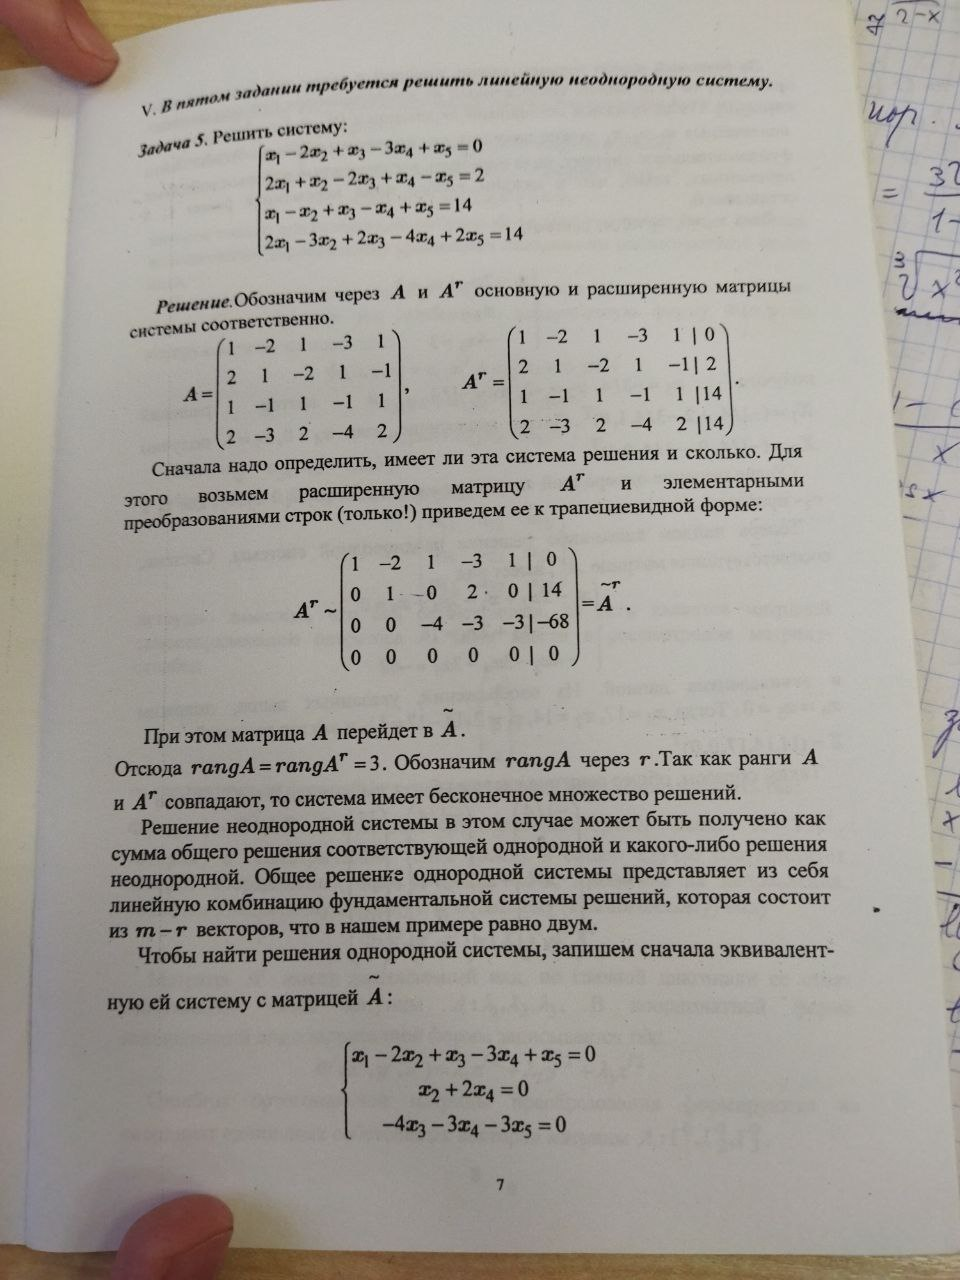 V. В пятом задании требуется решить линейную неоднородную систему.
Задача 5. Решить систему:
x₁ − 2x₂ + x₃ − 3x₄ + x₅ = 0
2x₁ + x₂ − 2x₃ + x₄ − x₅ = 2
x₁ − x₂ + x₃ − x₄ + x₅ = 14
2x₁ − 3x₂ + 2x₃ − 4x₄ + 2x₅ = 14
Решение.Обозначим через A и Aʳ основную и расширенную матрицы
системы соответственно.
1 −2 1 −3 1
2 1 −2 1 −1
A =
1 −1 1 −1 1
2 −3 2 −4 2
,
1 −2 1 −3 1 | 0
2 1 −2 1 −1 | 2
Aʳ =
1 −1 1 −1 1 | 14
2 −3 2 −4 2 | 14
.
Сначала надо определить, имеет ли эта система решения и сколько. Для
этого возьмем расширенную матрицу Aʳ и элементарными
преобразованиями строк (только!) приведем ее к трапециевидной форме:
1 −2 1 −3 1 | 0
0 1 0 2 0 | 14
Aʳ ~
0 0 −4 −3 −3 | −68
0 0 0 0 0 | 0
= Ãʳ .
При этом матрица A перейдет в Ã.
Отсюда rangA = rangAʳ = 3. Обозначим rangA через r.Так как ранги A
и Aʳ совпадают, то система имеет бесконечное множество решений.
Решение неоднородной системы в этом случае может быть получено как
сумма общего решения соответствующей однородной и какого-либо решения
неоднородной. Общее решение однородной системы представляет из себя
линейную комбинацию фундаментальной системы решений, которая состоит
из m − r векторов, что в нашем примере равно двум.
Чтобы найти решения однородной системы, запишем сначала эквивалент-
ную ей систему с матрицей Ã:
x₁ − 2x₂ + x₃ − 3x₄ + x₅ = 0
x₂ + 2x₄ = 0
−4x₃ − 3x₄ − 3x₅ = 0
7
7
2-x
=
1-
3
x
x